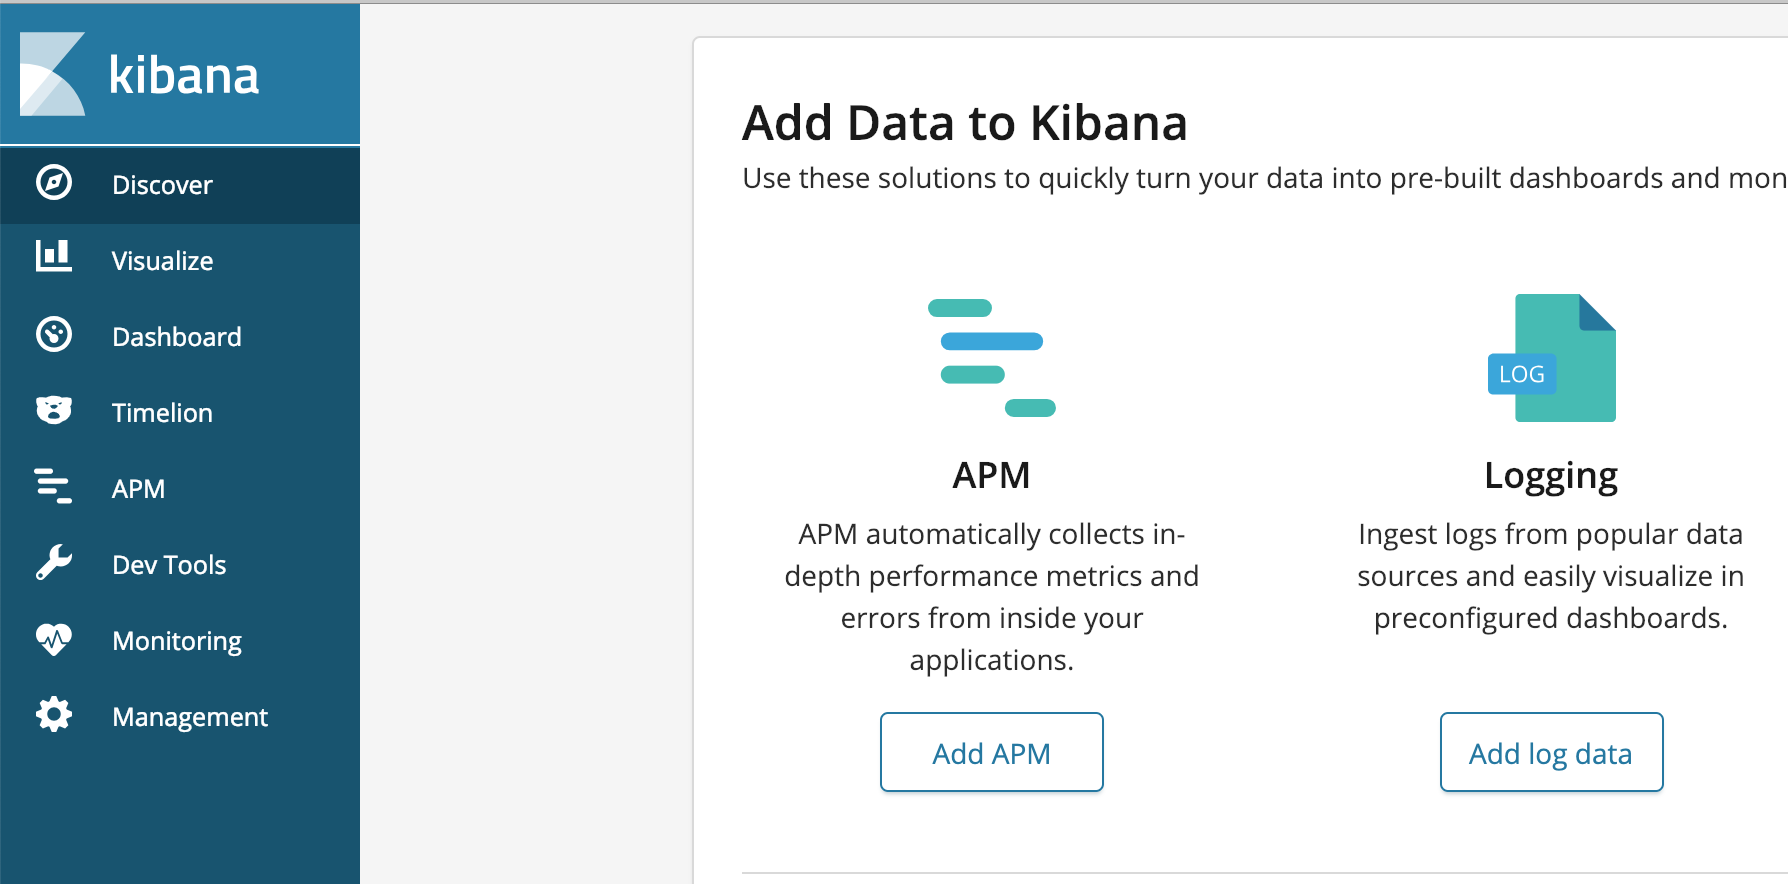 kibana
Discover
Visualize
Dashboard
Timelion
APM
Dev Tools
Monitoring
Management
Add Data to Kibana
Use these solutions to quickly turn your data into pre-built dashboards and mon
APM
APM automatically collects in-
depth performance metrics and
errors from inside your
applications.
Add APM
LOG
Logging
Ingest logs from popular data
sources and easily visualize in
preconfigured dashboards.
Add log data